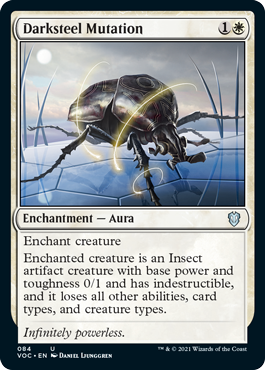 Darksteel Mutation 1
Enchantment — Aura
Enchant creature
Enchanted creature is an Insect
artifact creature with base power and
toughness 0/1 and has indestructible,
and it loses all other abilities, card
types, and creature types.
Infinitely powerless.
084 U
VOC • EN Daniel Ljunggren ™ & © 2021 Wizards of the Coast